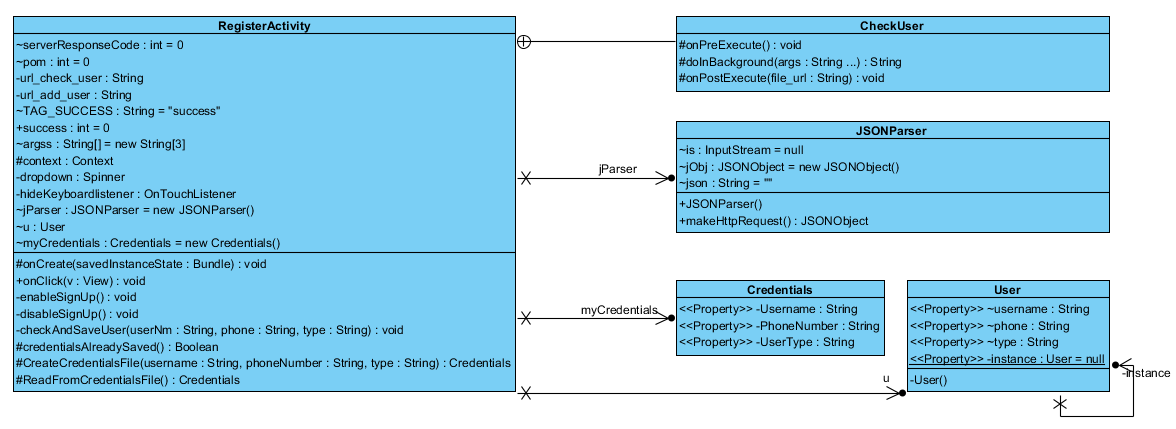 RegisterActivity
~serverResponseCode : int = 0
~pom : int = 0
-url_check_user : String
-url_add_user : String
~TAG_SUCCESS : String = "success"
+success : int = 0
~argss : String[] = new String[3]
#context : Context
-dropdown : Spinner
-hideKeyboardlistener : OnTouchListener
~jParser : JSONParser = new JSONParser()
~u : User
~myCredentials : Credentials = new Credentials()
#onCreate(savedInstanceState : Bundle) : void
+onClick(v : View) : void
-enableSignUp() : void
-disableSignUp() : void
-checkAndSaveUser(userNm : String, phone : String, type : String) : void
#credentialsAlreadySaved() : Boolean
#CreateCredentialsFile(username : String, phoneNumber : String, type : String) : Credentials
#ReadFromCredentialsFile() : Credentials
CheckUser
#onPreExecute() : void
#doInBackground(args : String ...) : String
#onPostExecute(file_url : String) : void
jParser
JSONParser
~is : InputStream = null
~jObj : JSONObject = new JSONObject()
~json : String = ""
+JSONParser()
+makeHttpRequest() : JSONObject
myCredentials
Credentials
<<Property>> -Username : String
<<Property>> -PhoneNumber : String
<<Property>> -UserType : String
u
User
<<Property>> ~username : String
<<Property>> ~phone : String
<<Property>> ~type : String
<<Property>> -instance : User = null
-User()
-instance